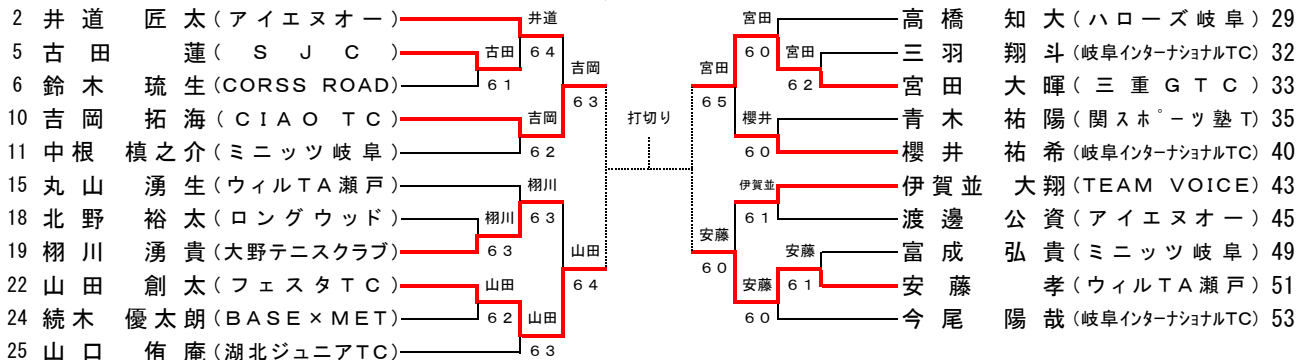 2 井道 匠太(アイエヌオー)
5 古田 蓮(SJC)
6 鈴木 琉生(CORSS ROAD)
10 吉岡 拓海(CIAO TC)
11 中根 槙之介(ミニッツ岐阜)
15 丸山 湧生(ウィルTA瀬戸)
18 北野 裕太(ロングウッド)
19 栩川 湧貴(大野テニスクラブ)
22 山田 創太(フェスタTC)
24 続木 優太朗(BASE×MET)
25 山口 侑庵(湖北ジュニアTC)
井道
64
古田
61
吉岡
63
吉岡
62
栩川
63
栩川
63
山田
64
山田
62
山田
63
打切り
宮田
60
宮田
62
宮田
65
櫻井
60
伊賀並
61
安藤
60
安藤
61
安藤
60
高橋 知大(ハローズ岐阜) 29
三羽 翔斗(岐阜インターナショナルTC) 32
宮田 大暉(三重GTC) 33
青木 祐陽(関スポーツ塾T) 35
櫻井 祐希(岐阜インターナショナルTC) 40
伊賀並 大翔(TEAM VOICE) 43
渡邊 公資(アイエヌオー) 45
富成 弘貴(ミニッツ岐阜) 49
安藤 孝(ウィルTA瀬戸) 51
今尾 陽哉(岐阜インターナショナルTC) 53